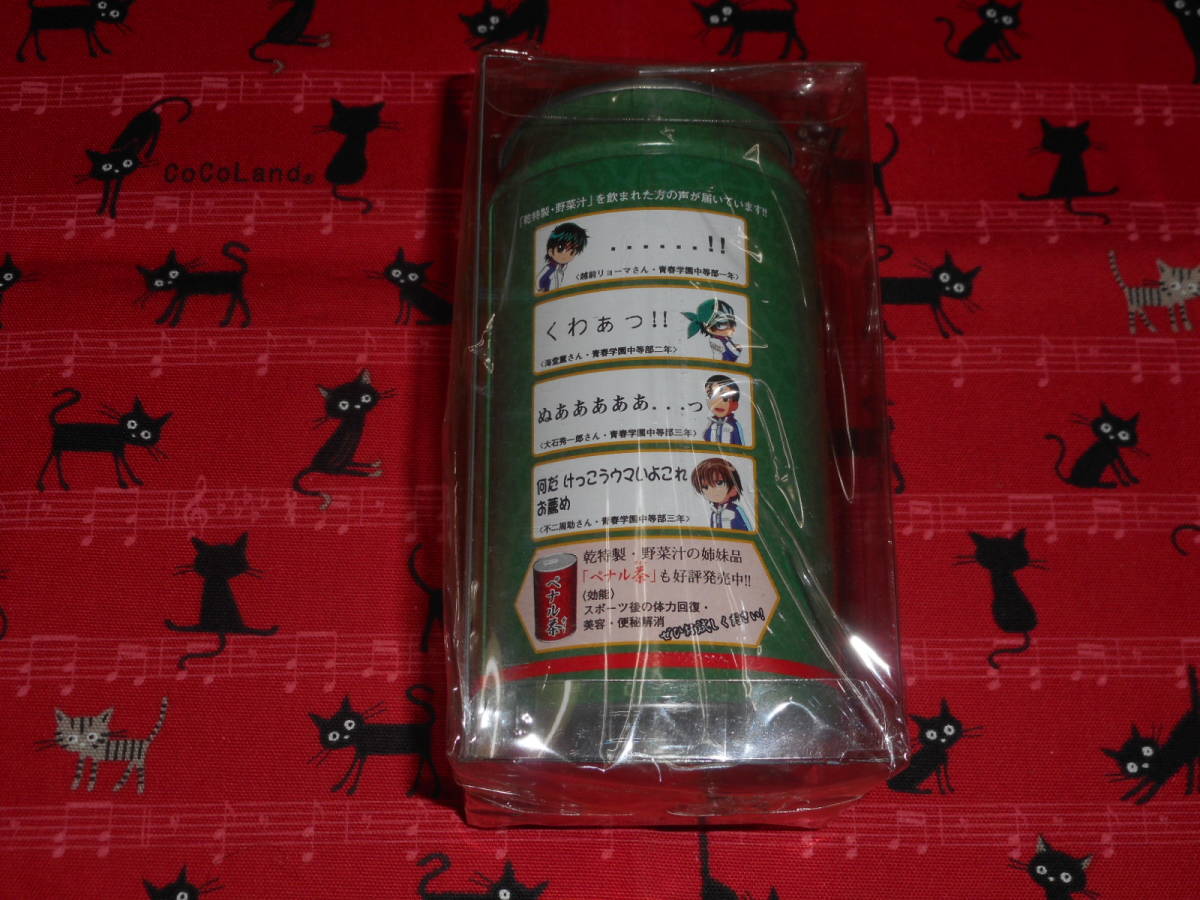 CoCoLand®
「乾特製・野菜汁」を飲まれた方の声が届いています!!
......!!
〈越前リョーマさん・青春学園中等部一年〉
くわぁっ!!
〈海堂薫さん・青春学園中等部二年〉
ぬあああああ...っ
〈大石秀一郎さん・青春学園中等部三年〉
何だ けっこうウマいよこれ
お薦め
〈不二周助さん・青春学園中等部三年〉
乾特製・野菜汁の姉妹品
「ペナル茶」も好評発売中!!
〈効能〉
スポーツ後の体力回復・
美容・便秘解消
ぜひお試しください!
ペナル茶